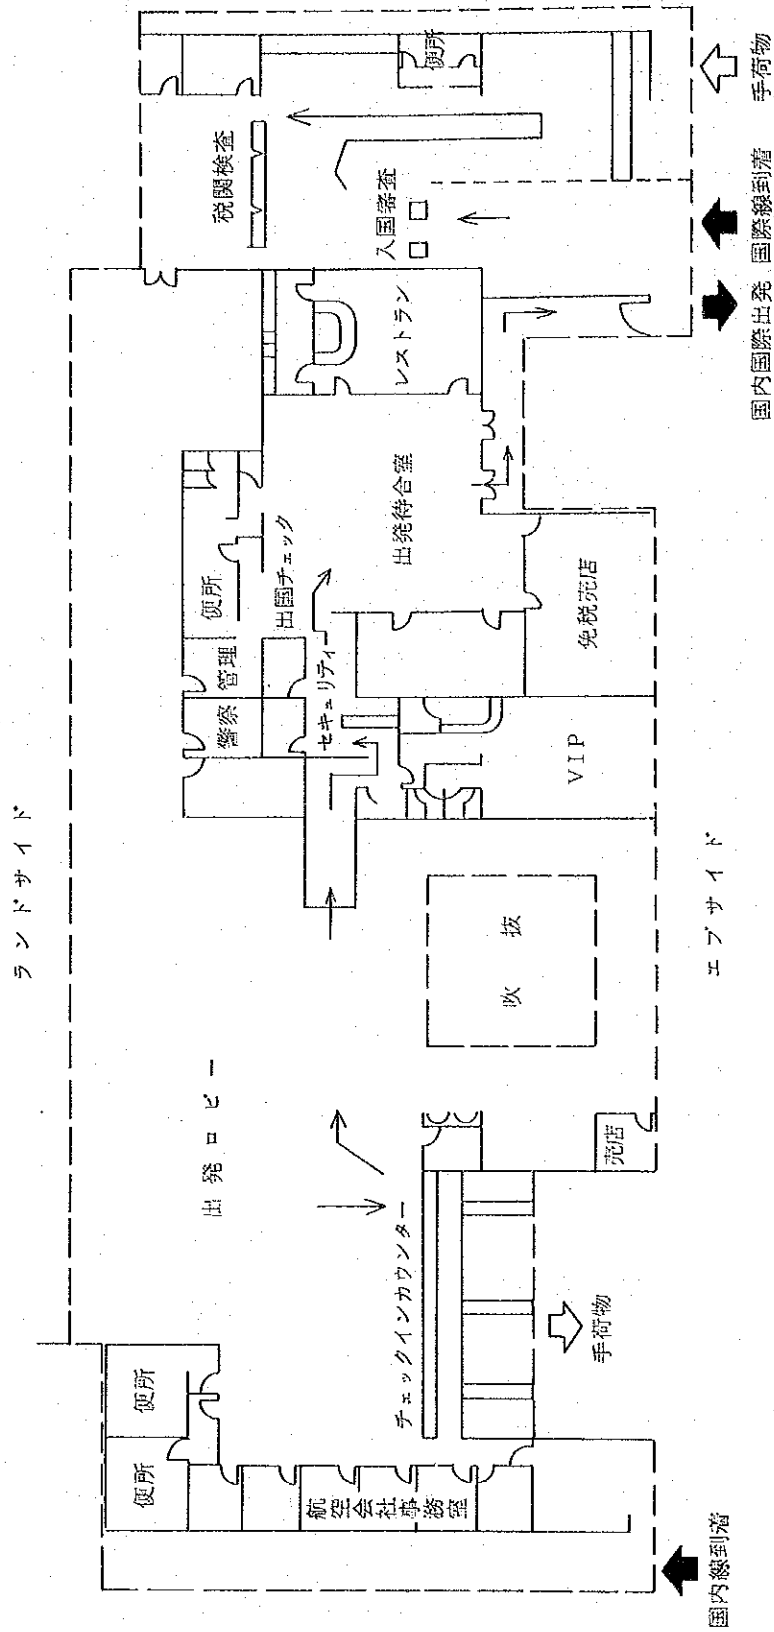 ランドサイド
便所
便所
出発ロビー
警察
管理
便所
税関検査
出国チェック
セキュリティー
航空会社事務室
チェックインカウンター
出発待合室
レストラン
入国審査
便所
吹抜
VIP
免税売店
売店
手荷物
エプサイド
国内線到着
国内国際出発
国際線到着
手荷物